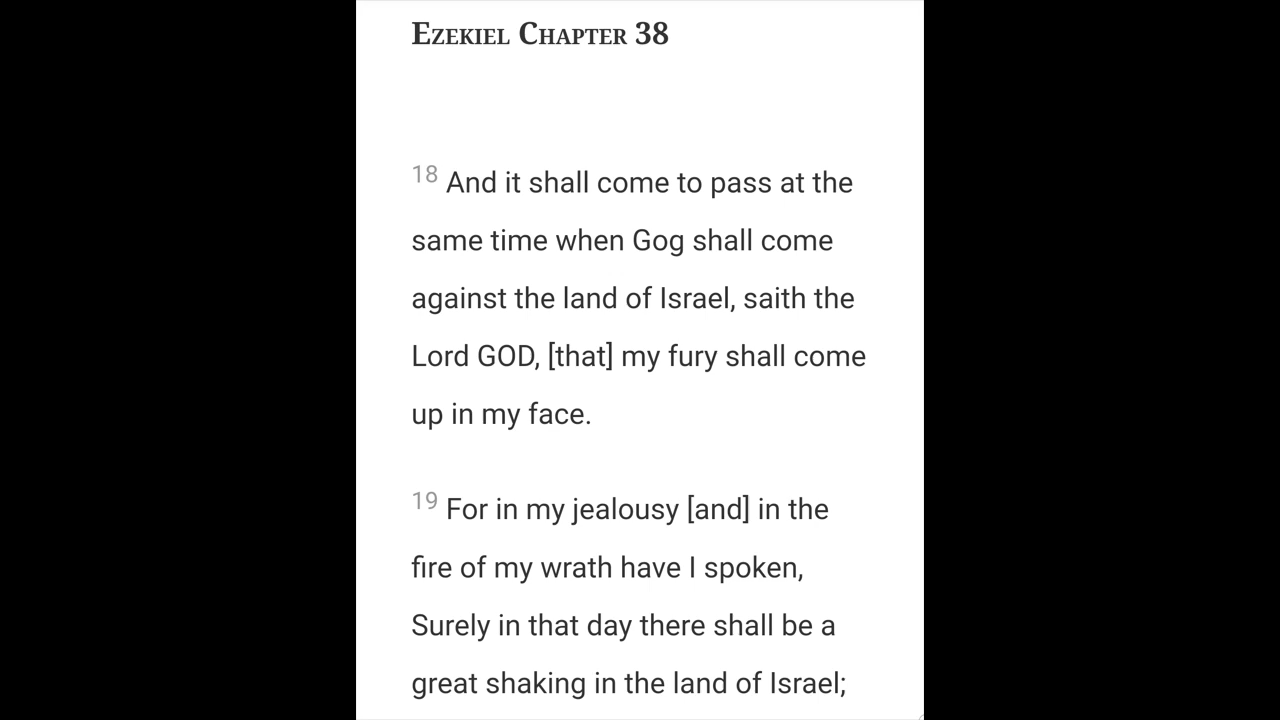 Ezekiel Chapter 38
18 And it shall come to pass at the
same time when Gog shall come
against the land of Israel, saith the
Lord GOD, [that] my fury shall come
up in my face.
19 For in my jealousy [and] in the
fire of my wrath have I spoken,
Surely in that day there shall be a
great shaking in the land of Israel;